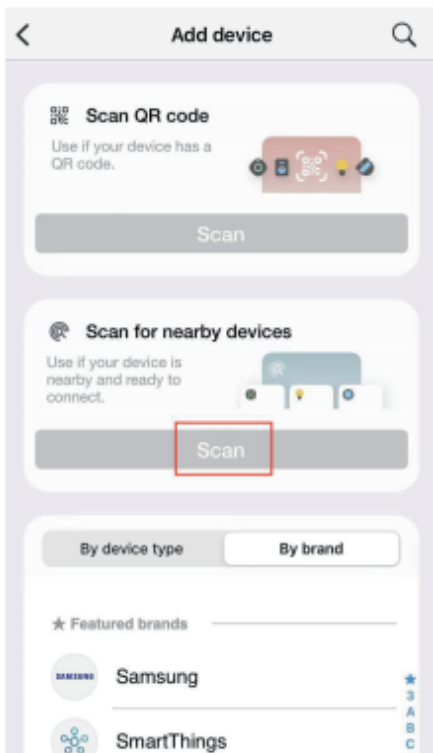 Add device
Scan QR code
Use if your device has a
QR code.
Scan
Scan for nearby devices
Use if your device is
nearby and ready to
connect.
Scan
By device type
By brand
★ Featured brands
SAMSUNG
Samsung
SmartThings
★
3
A
B
C